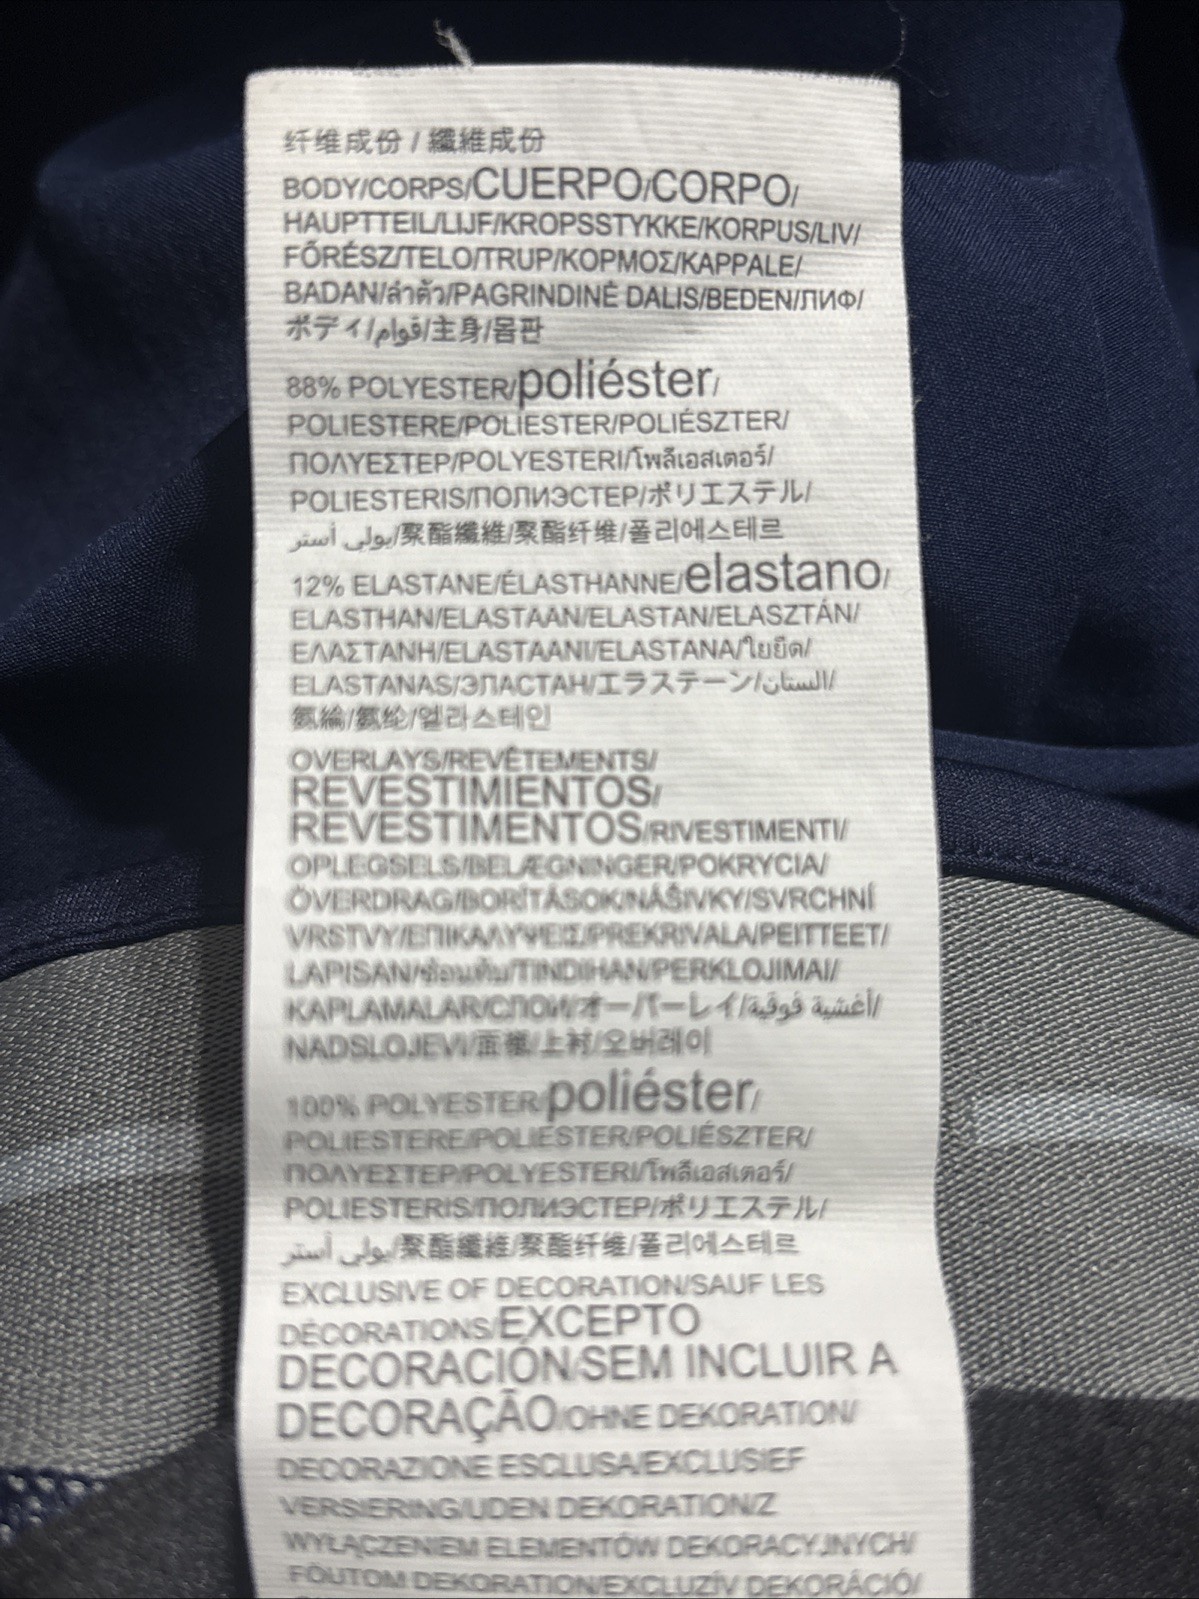 纤维成份 / 纖維成份
BODY/CORPS/CUERPO/CORPO/
HAUPTTEIL/LIJF/KROPSSTYKKE/KORPUS/LIV/
FŐRÉSZ/TELO/TRUP/ΚΟΡΜΟΣ/KAPPALE/
BADAN/ลำตัว/PAGRINDINĖ DALIS/BEDEN/ЛИФ/
ボディ/قوام/主身/몸판
88% POLYESTER/poliéster/
POLIESTERE/POLIESTER/POLIÉSZTER/
ΠΟΛΥΕΣΤΕΡ/POLYESTERI/โพลีเอสเตอร์/
POLIESTERIS/ПОЛИЭСТЕР/ポリエステル/
بولي أستر/聚酯纖維/聚酯纤维/폴리에스테르
12% ELASTANE/ÉLASTHANNE/elastano/
ELASTHAN/ELASTAAN/ELASTAN/ELASZTÁN/
ΕΛΑΣΤΑΝΗ/ELASTAANI/ELASTANA/ใยยืด/
ELASTANAS/ЭЛАСТАН/エラステーン/الستان/
氨綸/氨纶/엘라스테인
OVERLAYS/REVÊTEMENTS/
REVESTIMIENTOS/
REVESTIMENTOS/RIVESTIMENTI/
OPLEGSELS/BELÆGNINGER/POKRYCIA/
ÖVERDRAG/BORÍTÁSOK/NÁŠIVKY/SVRCHNÍ
VRSTVY/ΕΠΙΚΑΛΥΨΕΙΣ/PREKRIVALA/PEITTEET/
LAPISAN/ซ้อนทับ/TINDIHAN/PERKLOJIMAI/
KAPLAMALAR/СЛОИ/オーバーレイ/أغشية فوقية/
NADSLOJEVI/面襟/上衬/오버레이
100% POLYESTER/poliéster/
POLIESTERE/POLIESTER/POLIÉSZTER/
ΠΟΛΥΕΣΤΕΡ/POLYESTERI/โพลีเอสเตอร์/
POLIESTERIS/ПОЛИЭСТЕР/ポリエステル/
بولي أستر/聚酯纖維/聚酯纤维/폴리에스테르
EXCLUSIVE OF DECORATION/SAUF LES
DÉCORATIONS/EXCEPTO
DECORACIÓN/SEM INCLUIR A
DECORAÇÃO/OHNE DEKORATION/
DECORAZIONE ESCLUSA/EXCLUSIEF
VERSIERING/UDEN DEKORATION/Z
WYŁĄCZENIEM ELEMENTÓW DEKORACYJNYCH/
FÖUTOM DEKORATION/EXCLUZÍV DEKORÁCIÓ/